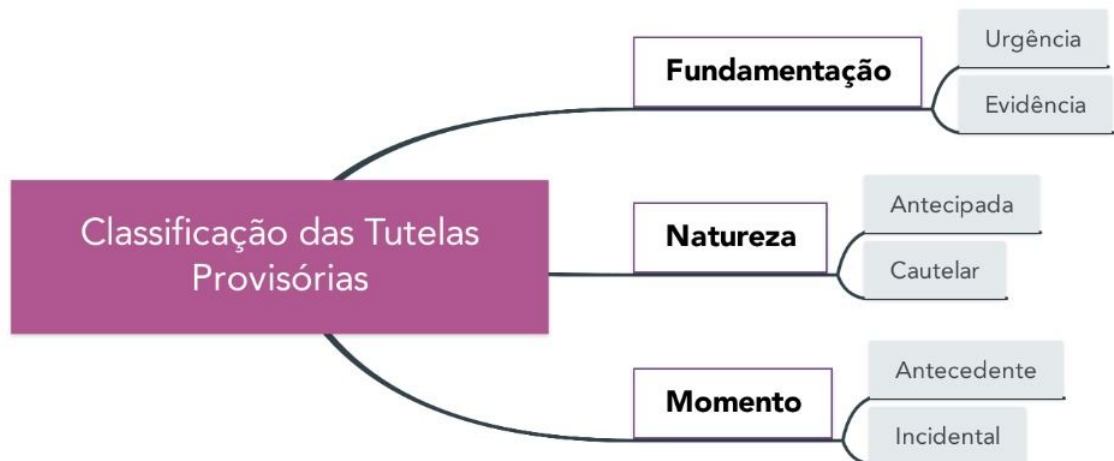 Classificação das Tutelas
Provisórias
Fundamentação
Urgência
Evidência
Natureza
Antecipada
Cautelar
Momento
Antecedente
Incidental